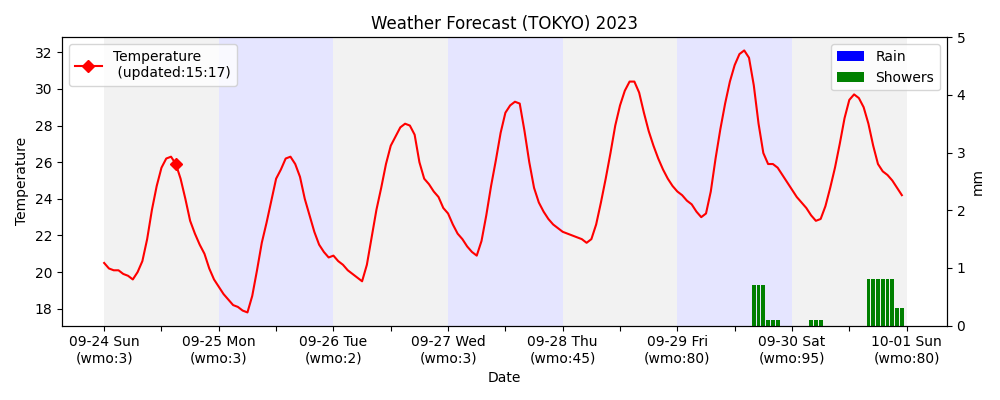 Weather Forecast (TOKYO) 2023
Temperature
(updated:15:17)
Rain
Showers
Temperature
32
30
28
26
24
22
20
18
5
4
3
2
1
0
mm
09-24 Sun
(wmo:3)
09-25 Mon
(wmo:3)
09-26 Tue
(wmo:2)
09-27 Wed
(wmo:3)
09-28 Thu
(wmo:45)
09-29 Fri
(wmo:80)
09-30 Sat
(wmo:95)
10-01 Sun
(wmo:80)
Date